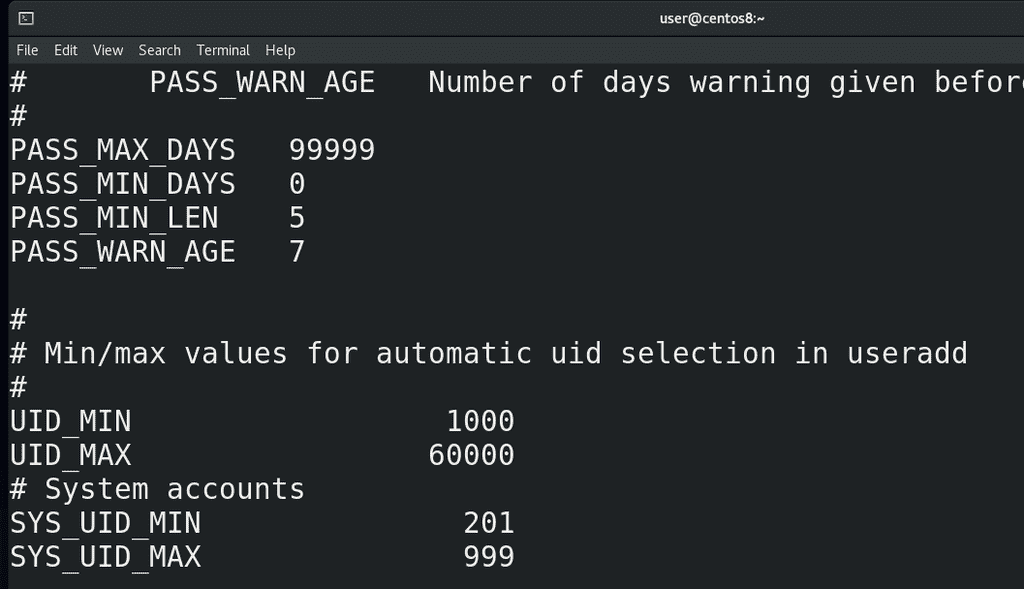 user@centos8:~
File Edit View Search Terminal Help
# PASS_WARN_AGE Number of days warning given before
#
PASS_MAX_DAYS 99999
PASS_MIN_DAYS 0
PASS_MIN_LEN 5
PASS_WARN_AGE 7
#
# Min/max values for automatic uid selection in useradd
#
UID_MIN 1000
UID_MAX 60000
# System accounts
SYS_UID_MIN 201
SYS_UID_MAX 999